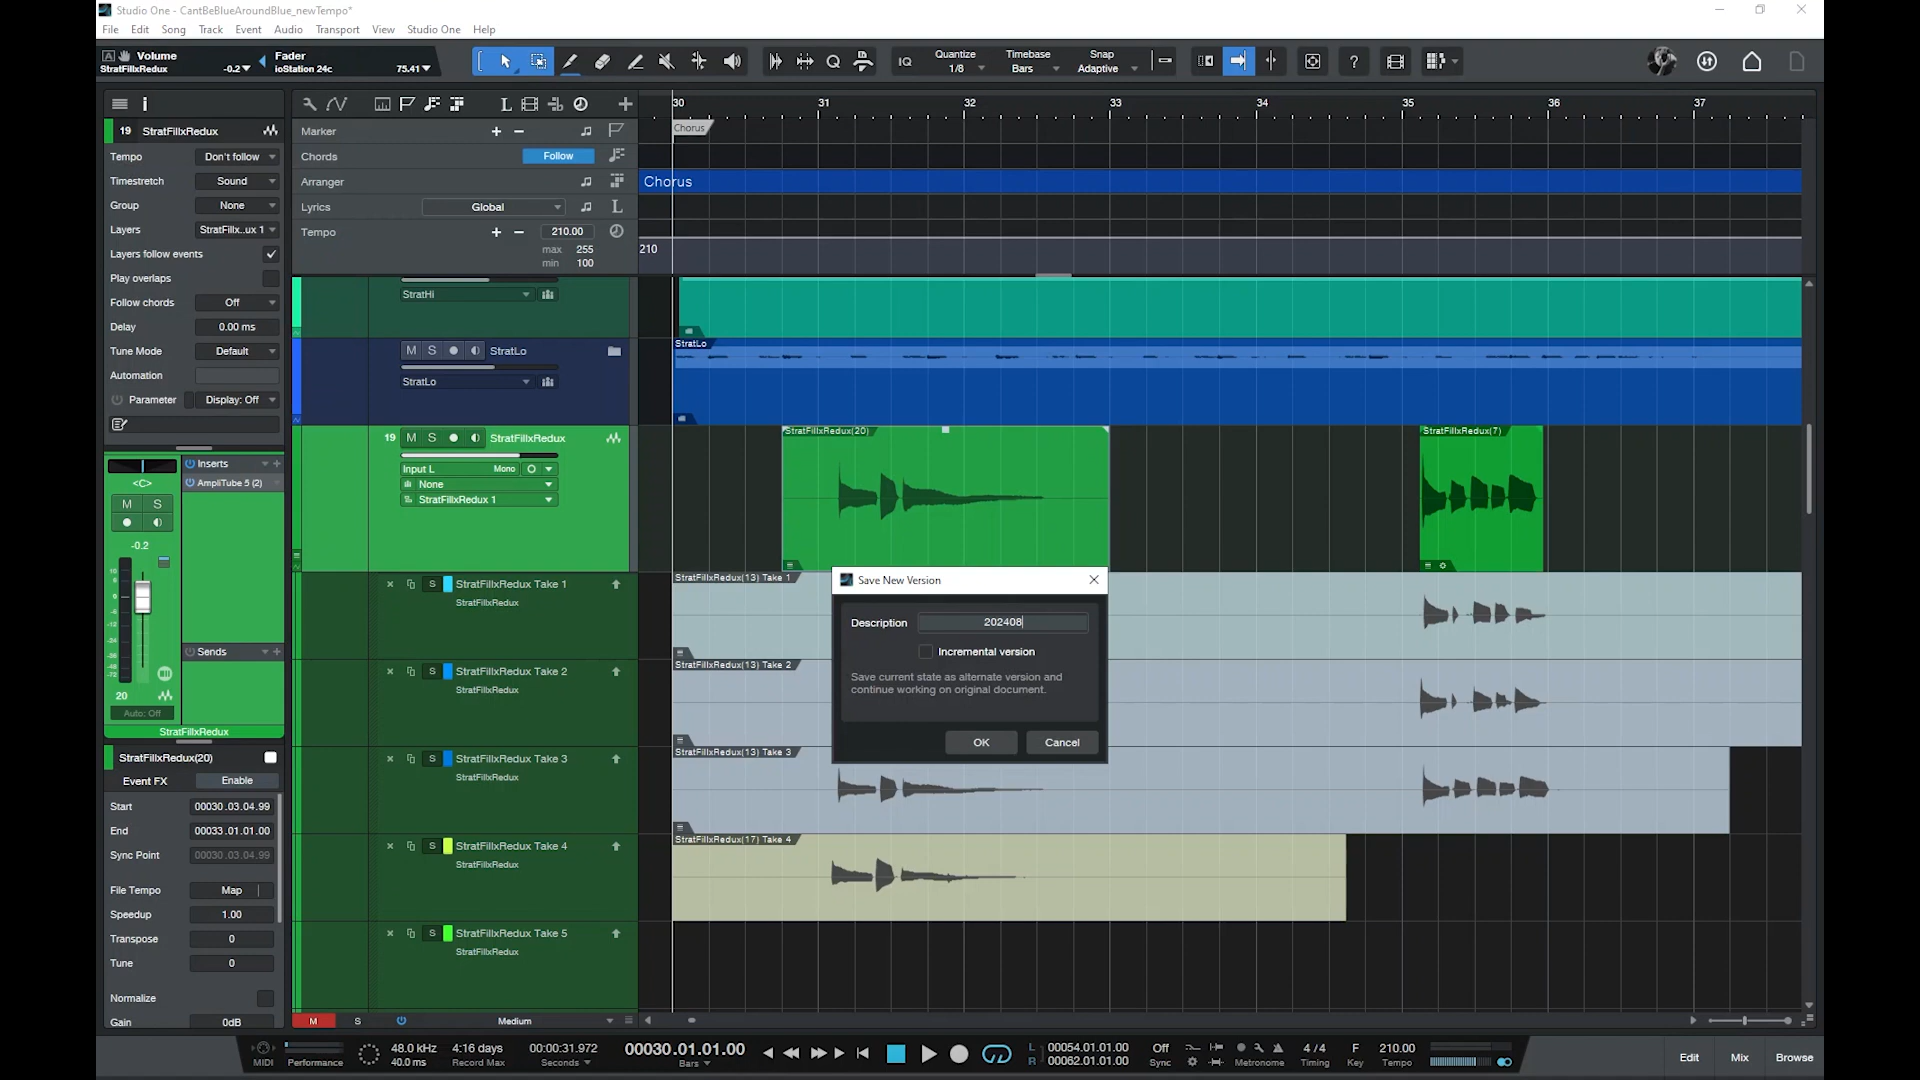 Studio One - CantBeBlueAroundBlue_newTempo*
File Edit Song Track Event Audio Transport View Studio One Help
Volume
StratFillxRedux -0.2
Fader
ioStation 24c 75.41
IQ
Quantize
1/8
Timebase
Bars
Snap
Adaptive
?
19 StratFillxRedux
Tempo Don't follow
Timestretch Sound
Group None
Layers StratFillx..ux 1
Layers follow events
Play overlaps
Follow chords Off
Delay 0.00 ms
Tune Mode Default
Automation
Parameter Display: Off
Inserts
AmpliTube 5 (2)
<C>
M S
-0.2
Sends
20
Auto: Off
StratFillxRedux
StratFillxRedux(20)
Event FX Enable
Start 00030.03.04.99
End 00033.01.01.00
Sync Point 00030.03.04.99
File Tempo Map
Speedup 1.00
Transpose 0
Tune 0
Normalize
Gain 0dB
Marker
Chords Follow
Arranger
Lyrics Global
Tempo 210.00
max 255
min 100
30 31 32 33 34 35 36 37
Chorus
Chorus
210
StratHi
M S StratLo
StratLo
StratLo
19 M S StratFillxRedux
Input L Mono
None
StratFillxRedux 1
StratFillxRedux(20)
StratFillxRedux(7)
S StratFillxRedux Take 1
StratFillxRedux
StratFillxRedux(13) Take 1
S StratFillxRedux Take 2
StratFillxRedux
StratFillxRedux(13) Take 2
S StratFillxRedux Take 3
StratFillxRedux
StratFillxRedux(13) Take 3
S StratFillxRedux Take 4
StratFillxRedux
StratFillxRedux(17) Take 4
S StratFillxRedux Take 5
StratFillxRedux
Save New Version
Description 202408
Incremental version
Save current state as alternate version and
continue working on original document.
OK Cancel
M S Medium
MIDI
Performance
48.0 kHz
40.0 ms
4:16 days
Record Max
00:00:31.972
Seconds
00030.01.01.00
Bars
L 00054.01.01.00
R 00062.01.01.00
Off
Sync
Metronome
4 / 4
Timing
F
Key
210.00
Tempo
Edit Mix Browse